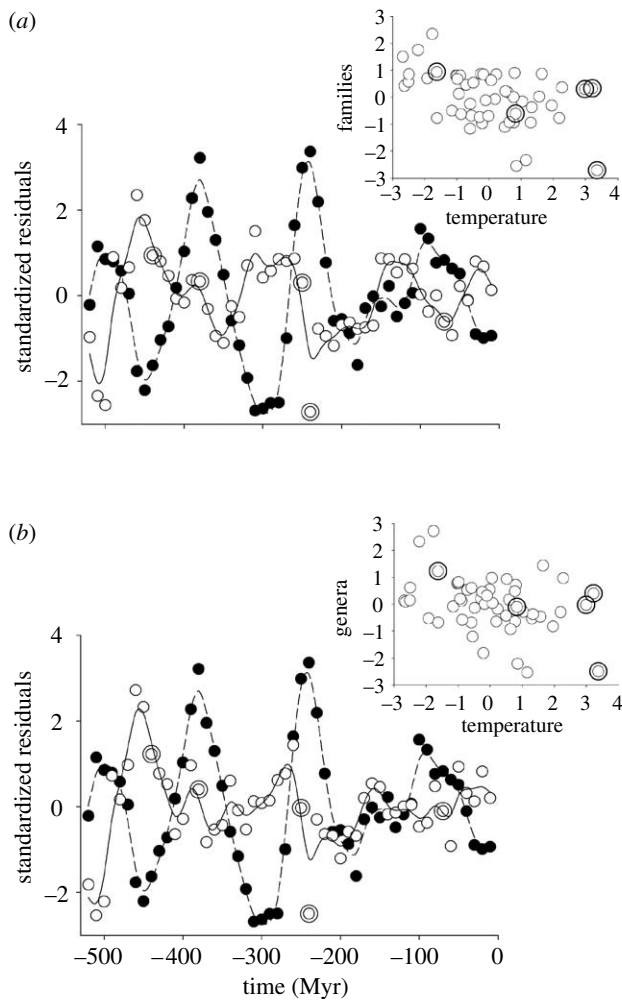 (a)
3
2
1
0
−1
−2
−3
families
−3 −2 −1 0 1 2 3 4
temperature
4
2
0
−2
standardized residuals
(b)
3
2
1
0
−1
−2
−3
genera
−3 −2 −1 0 1 2 3 4
temperature
4
2
0
−2
standardized residuals
−500 −400 −300 −200 −100 0
time (Myr)